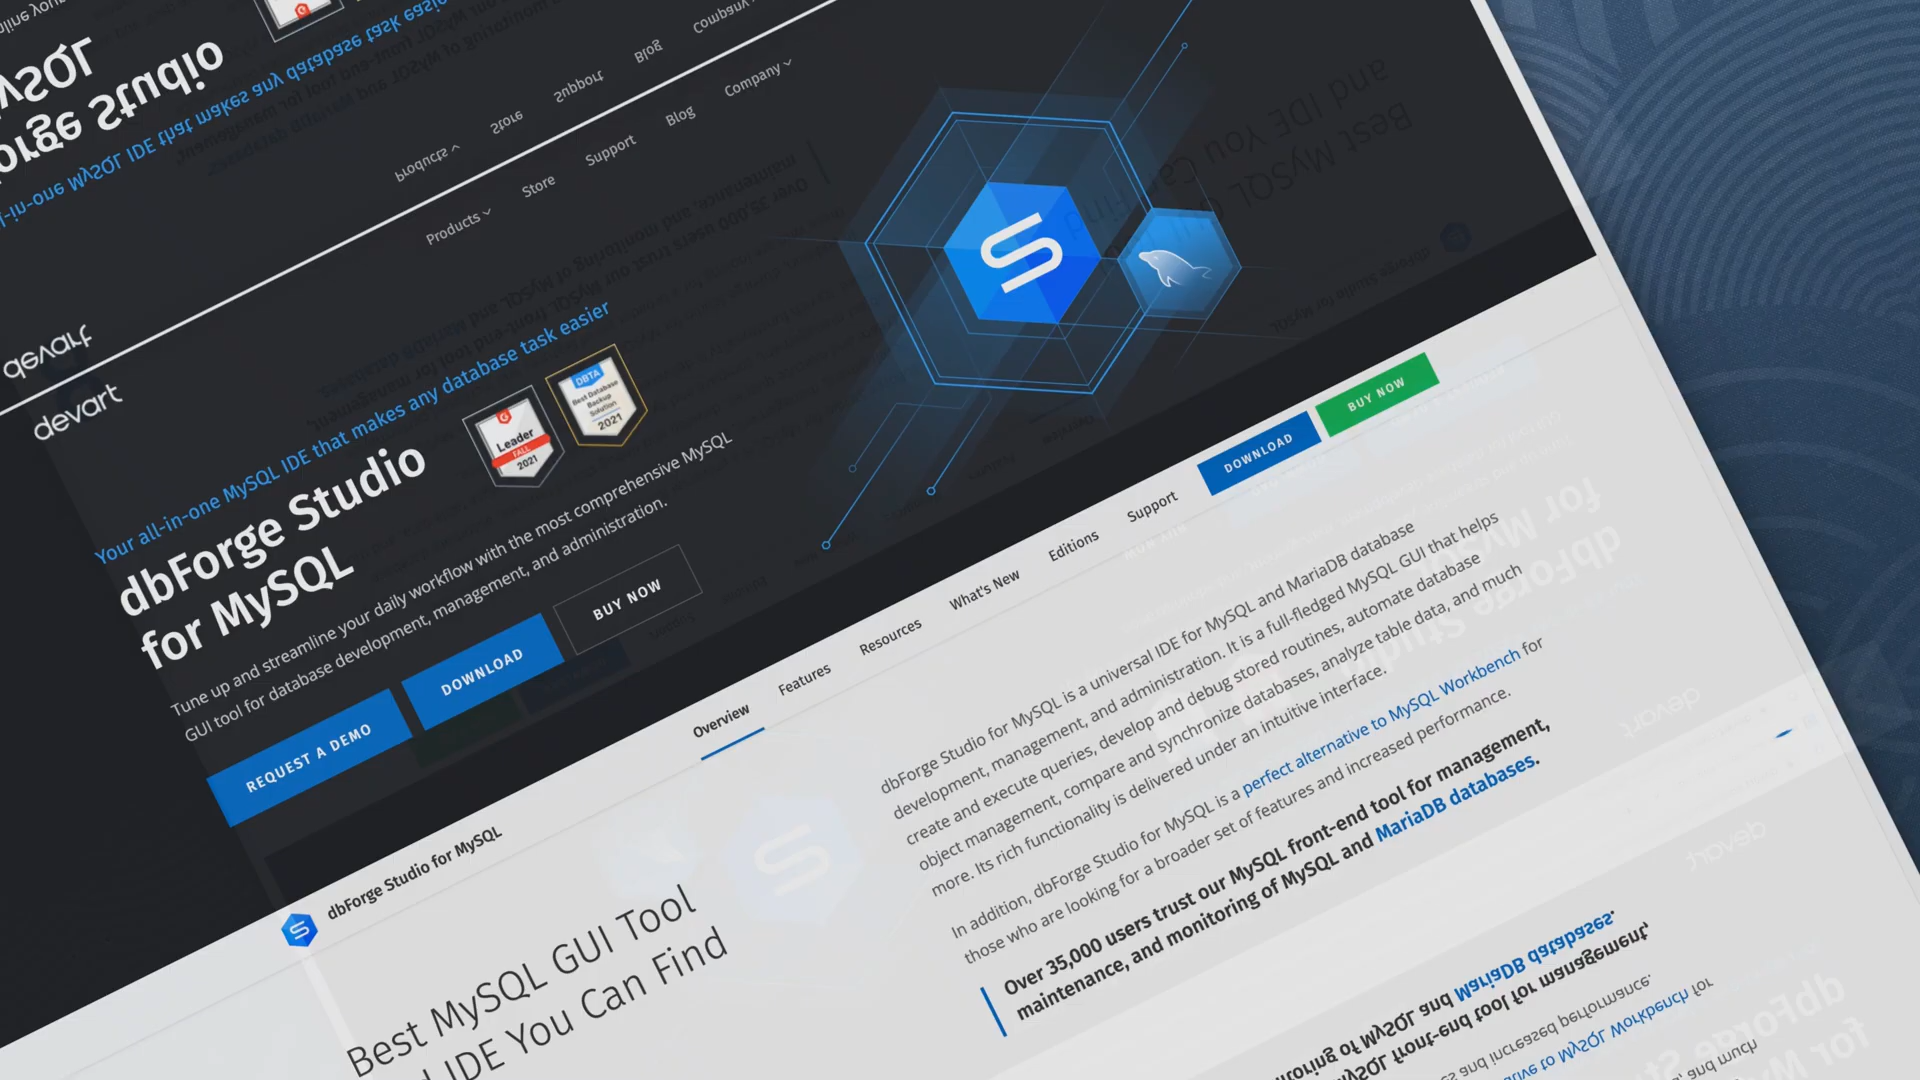 devart
Products
Store
Support
Blog
Company
Your all-in-one MySQL IDE that makes any database task easier
dbForge Studio
for MySQL
Leader
FALL
2021
DBTA
Best Database
Backup
Solution
2021
Tune up and streamline your daily workflow with the most comprehensive MySQL
GUI tool for database development, management, and administration.
REQUEST A DEMO
DOWNLOAD
BUY NOW
dbForge Studio for MySQL
Overview
Features
Resources
What's New
Editions
Support
DOWNLOAD
BUY NOW
Best MySQL GUI Tool
IDE You Can Find
dbForge Studio for MySQL is a universal IDE for MySQL and MariaDB database
development, management, and administration. It is a full-fledged MySQL GUI that helps
create and execute queries, develop and debug stored routines, automate database
object management, compare and synchronize databases, analyze table data, and much
more. Its rich functionality is delivered under an intuitive interface.
In addition, dbForge Studio for MySQL is a perfect alternative to MySQL Workbench for
those who are looking for a broader set of features and increased performance.
Over 35,000 users trust our MySQL front-end tool for management,
maintenance, and monitoring of MySQL and MariaDB databases.